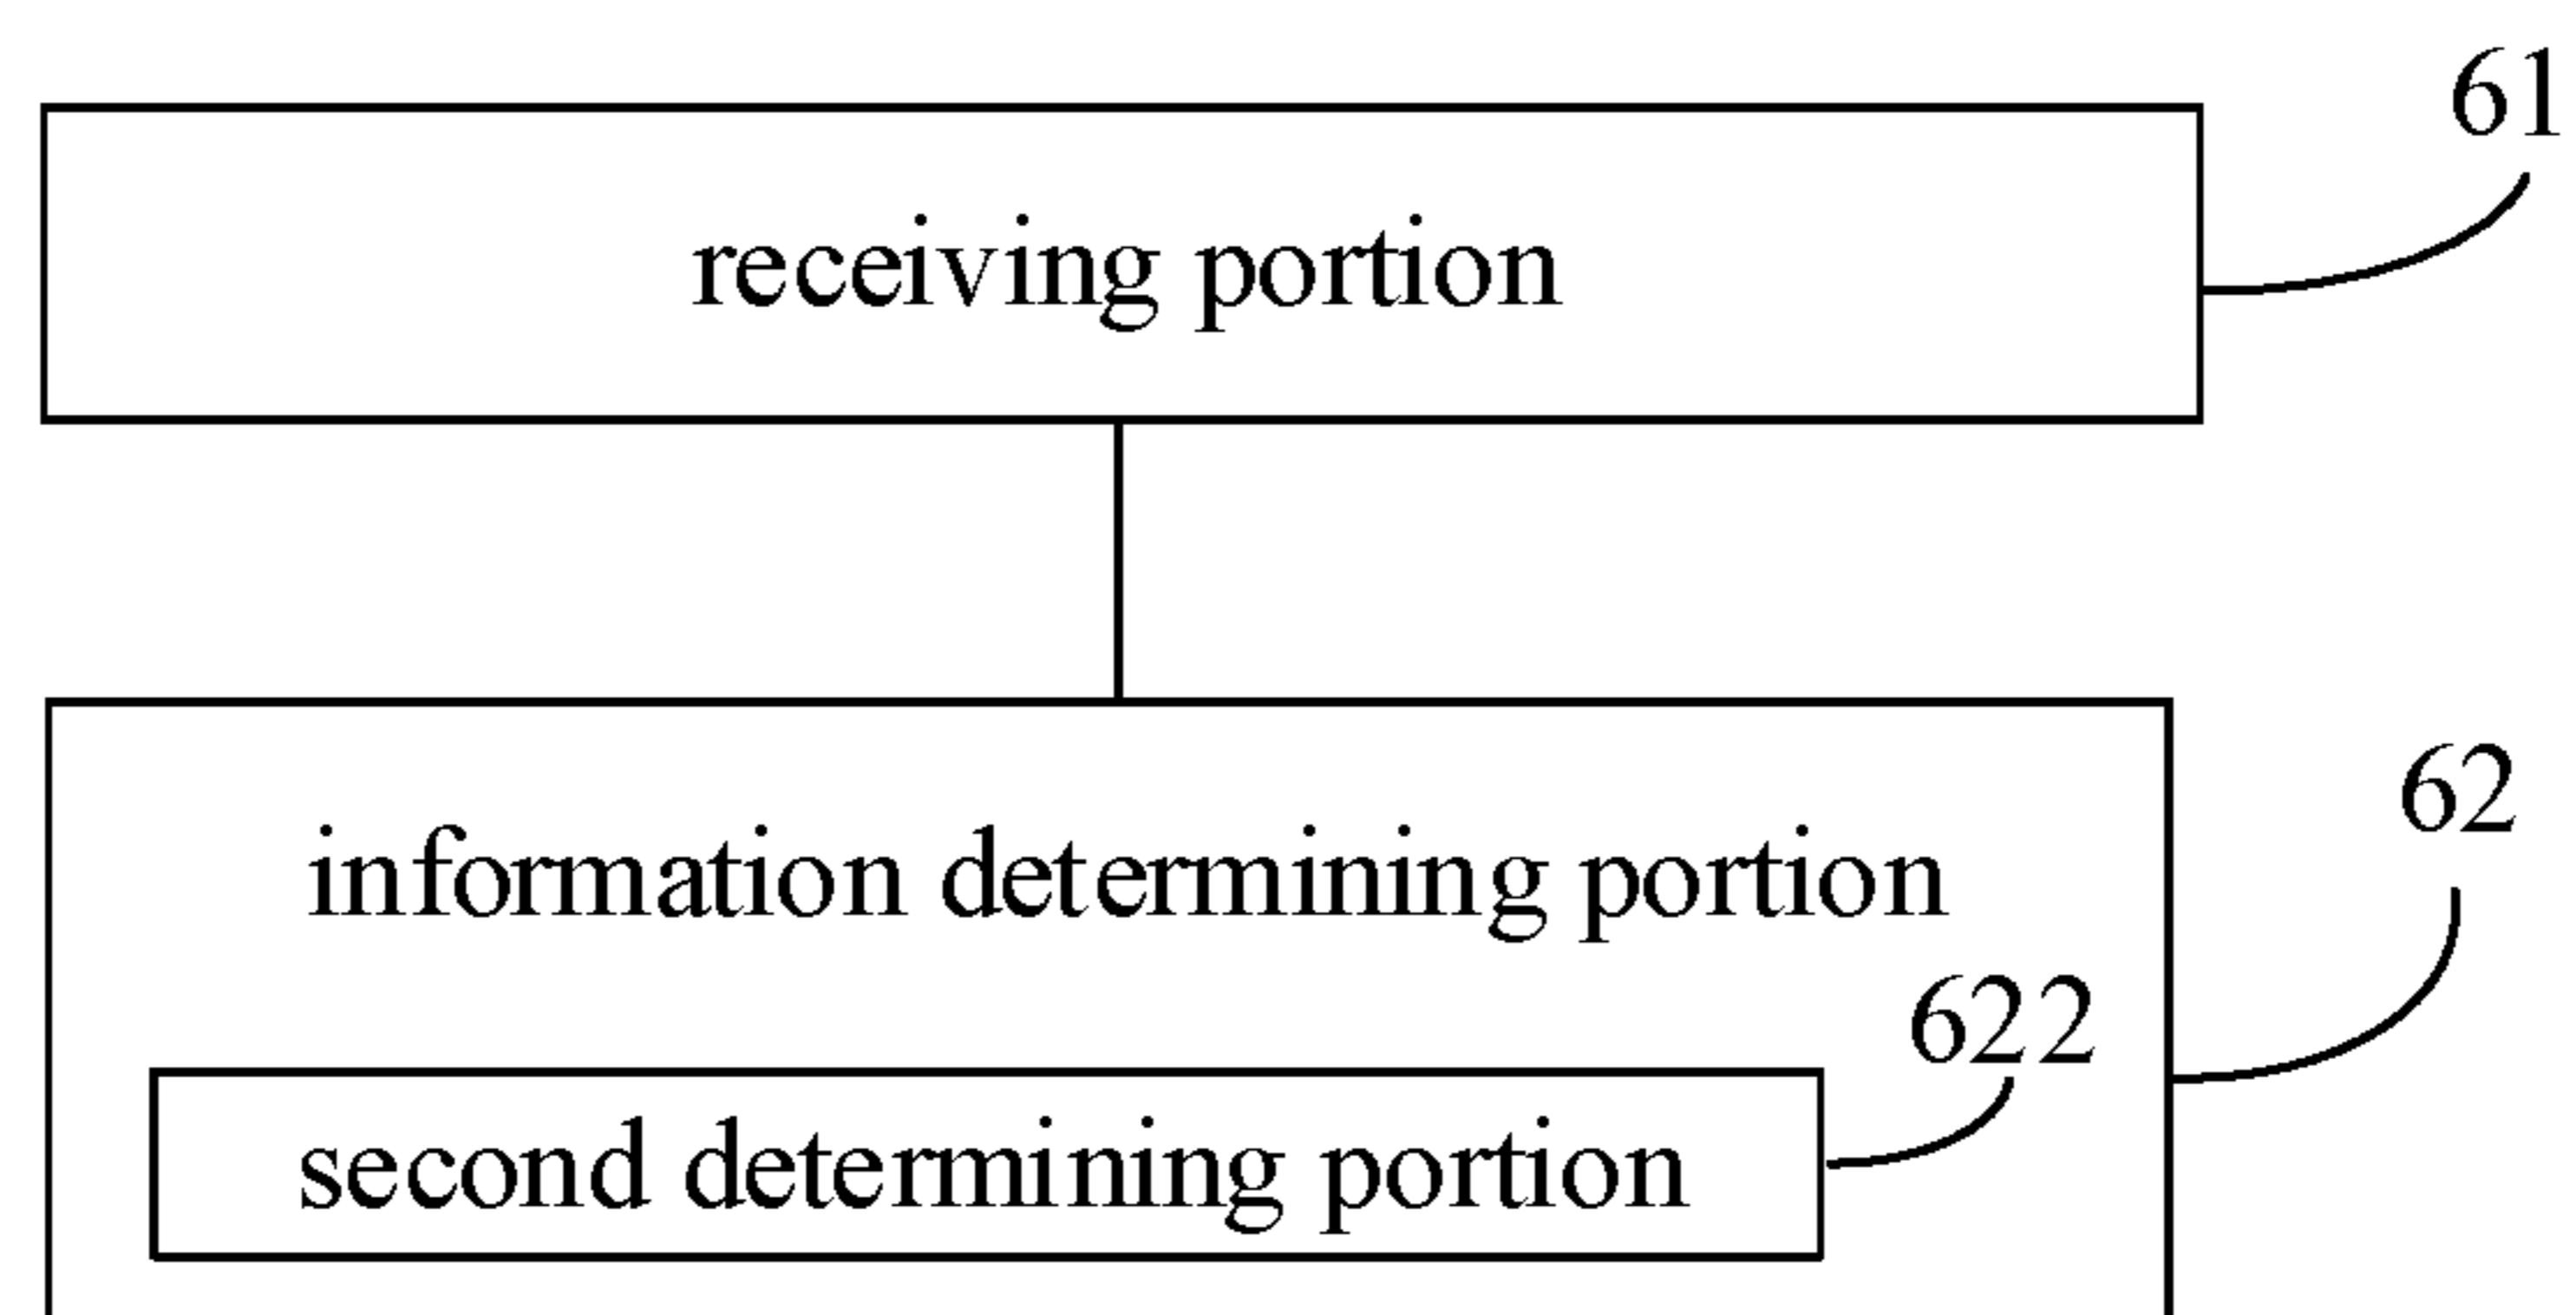 61
receiving portion
62
information determining portion
622
second determining portion